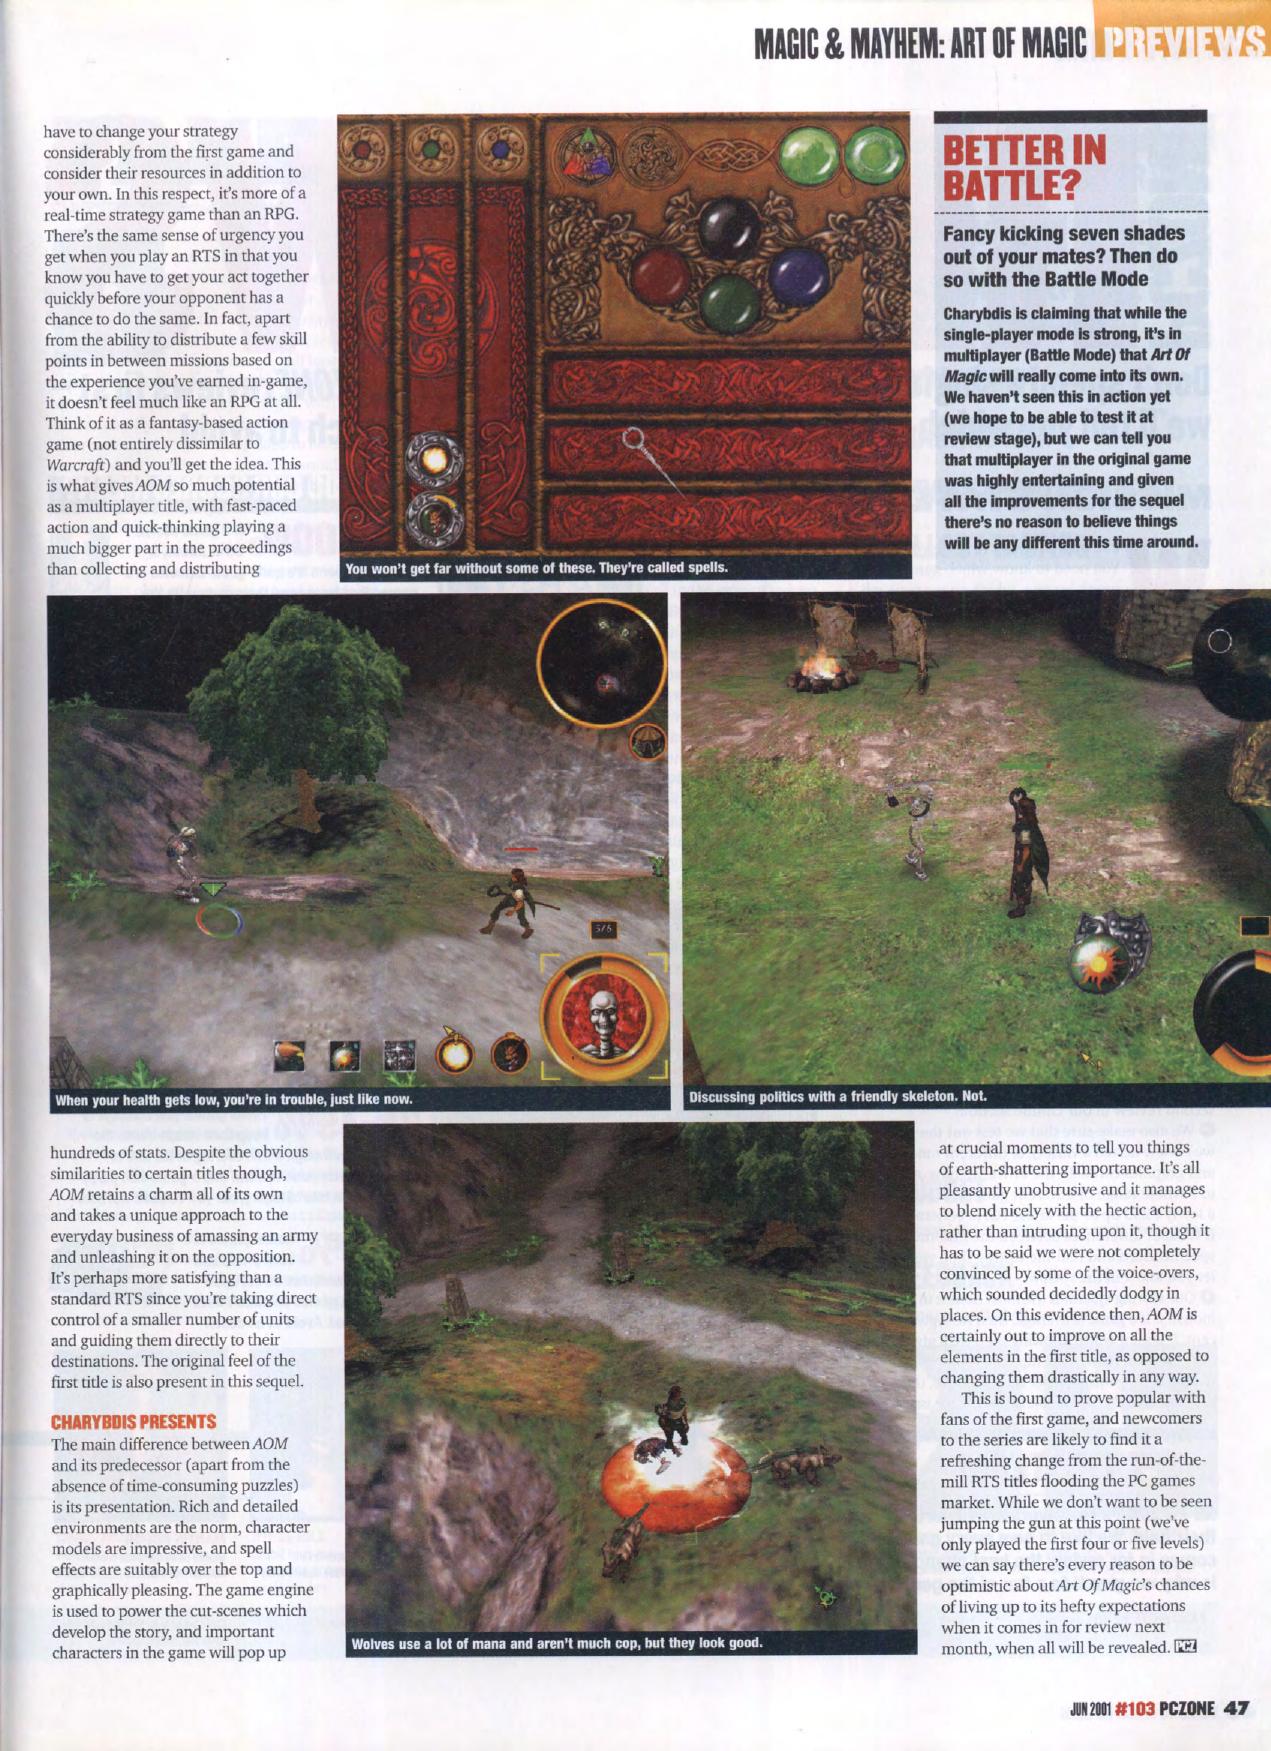 MAGIC & MAYHEM: ART OF MAGIC PREVIEWS
have to change your strategy
considerably from the first game and
consider their resources in addition to
your own. In this respect, it's more of a
real-time strategy game than an RPG.
There's the same sense of urgency you
get when you play an RTS in that you
know you have to get your act together
quickly before your opponent has a
chance to do the same. In fact, apart
from the ability to distribute a few skill
points in between missions based on
the experience you've earned in-game,
it doesn't feel much like an RPG at all.
Think of it as a fantasy-based action
game (not entirely dissimilar to
Warcraft) and you'll get the idea. This
is what gives AOM so much potential
as a multiplayer title, with fast-paced
action and quick-thinking playing a
much bigger part in the proceedings
than collecting and distributing
You won't get far without some of these. They're called spells.
BETTER IN
BATTLE?
Fancy kicking seven shades
out of your mates? Then do
so with the Battle Mode
Charybdis is claiming that while the
single-player mode is strong, it's in
multiplayer (Battle Mode) that Art Of
Magic will really come into its own.
We haven't seen this in action yet
(we hope to be able to test it at
review stage), but we can tell you
that multiplayer in the original game
was highly entertaining and given
all the improvements for the sequel
there's no reason to believe things
will be any different this time around.
5/6
When your health gets low, you're in trouble, just like now.
Discussing politics with a friendly skeleton. Not.
hundreds of stats. Despite the obvious
similarities to certain titles though,
AOM retains a charm all of its own
and takes a unique approach to the
everyday business of amassing an army
and unleashing it on the opposition.
It's perhaps more satisfying than a
standard RTS since you're taking direct
control of a smaller number of units
and guiding them directly to their
destinations. The original feel of the
first title is also present in this sequel.
CHARYBDIS PRESENTS
The main difference between AOM
and its predecessor (apart from the
absence of time-consuming puzzles)
is its presentation. Rich and detailed
environments are the norm, character
models are impressive, and spell
effects are suitably over the top and
graphically pleasing. The game engine
is used to power the cut-scenes which
develop the story, and important
characters in the game will pop up
Wolves use a lot of mana and aren't much cop, but they look good.
at crucial moments to tell you things
of earth-shattering importance. It's all
pleasantly unobtrusive and it manages
to blend nicely with the hectic action,
rather than intruding upon it, though it
has to be said we were not completely
convinced by some of the voice-overs,
which sounded decidedly dodgy in
places. On this evidence then, AOM is
certainly out to improve on all the
elements in the first title, as opposed to
changing them drastically in any way.
This is bound to prove popular with
fans of the first game, and newcomers
to the series are likely to find it a
refreshing change from the run-of-the-
mill RTS titles flooding the PC games
market. While we don't want to be seen
jumping the gun at this point (we've
only played the first four or five levels)
we can say there's every reason to be
optimistic about Art Of Magic's chances
of living up to its hefty expectations
when it comes in for review next
month, when all will be revealed. PCZ
JUN 2001 #103 PCZONE 47